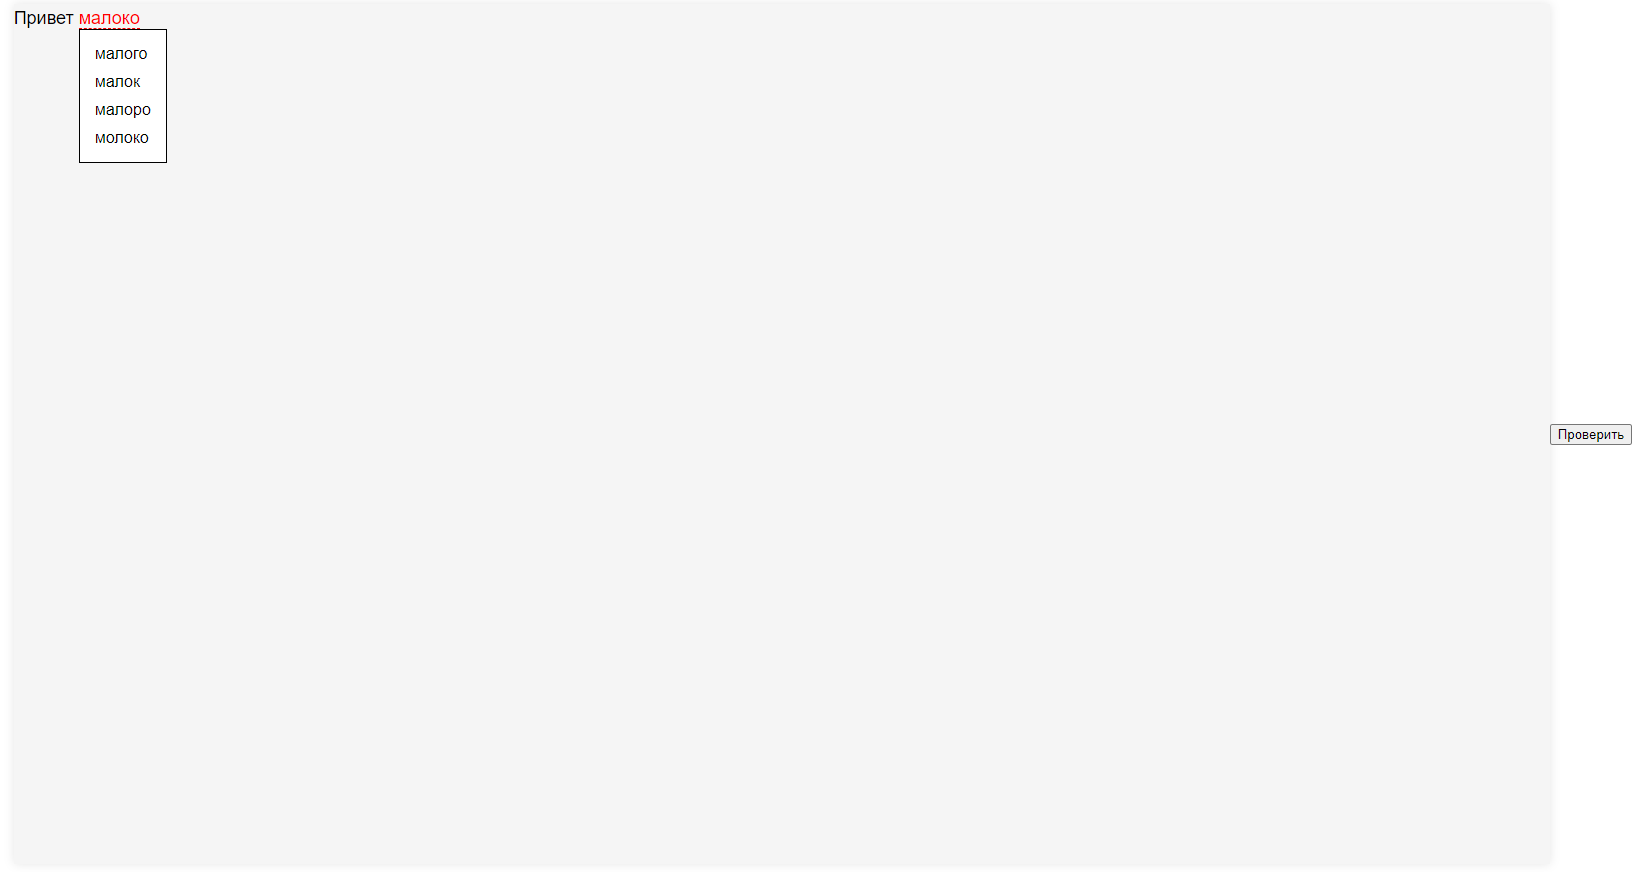 Привет малоко
малого
малок
малоро
молоко
Проверить